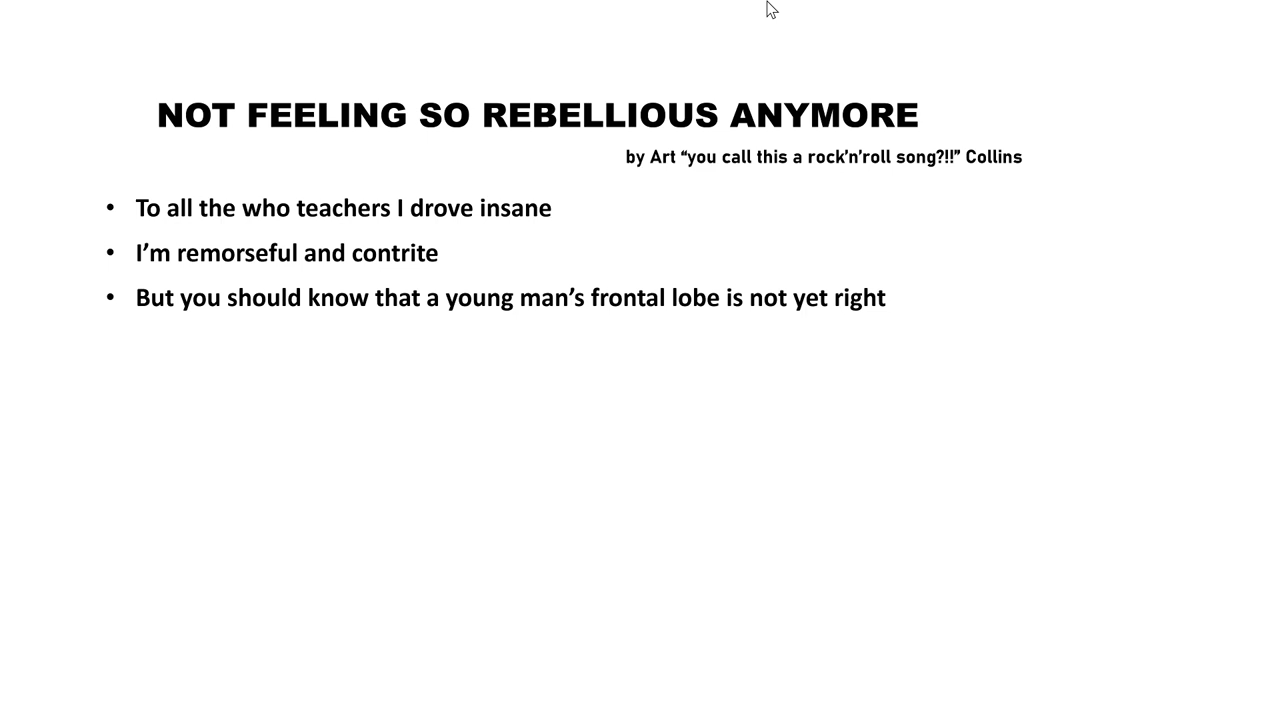 NOT FEELING SO REBELLIOUS ANYMORE
by Art “you call this a rock’n’roll song?!!” Collins
• To all the who teachers I drove insane
• I’m remorseful and contrite
• But you should know that a young man’s frontal lobe is not yet right